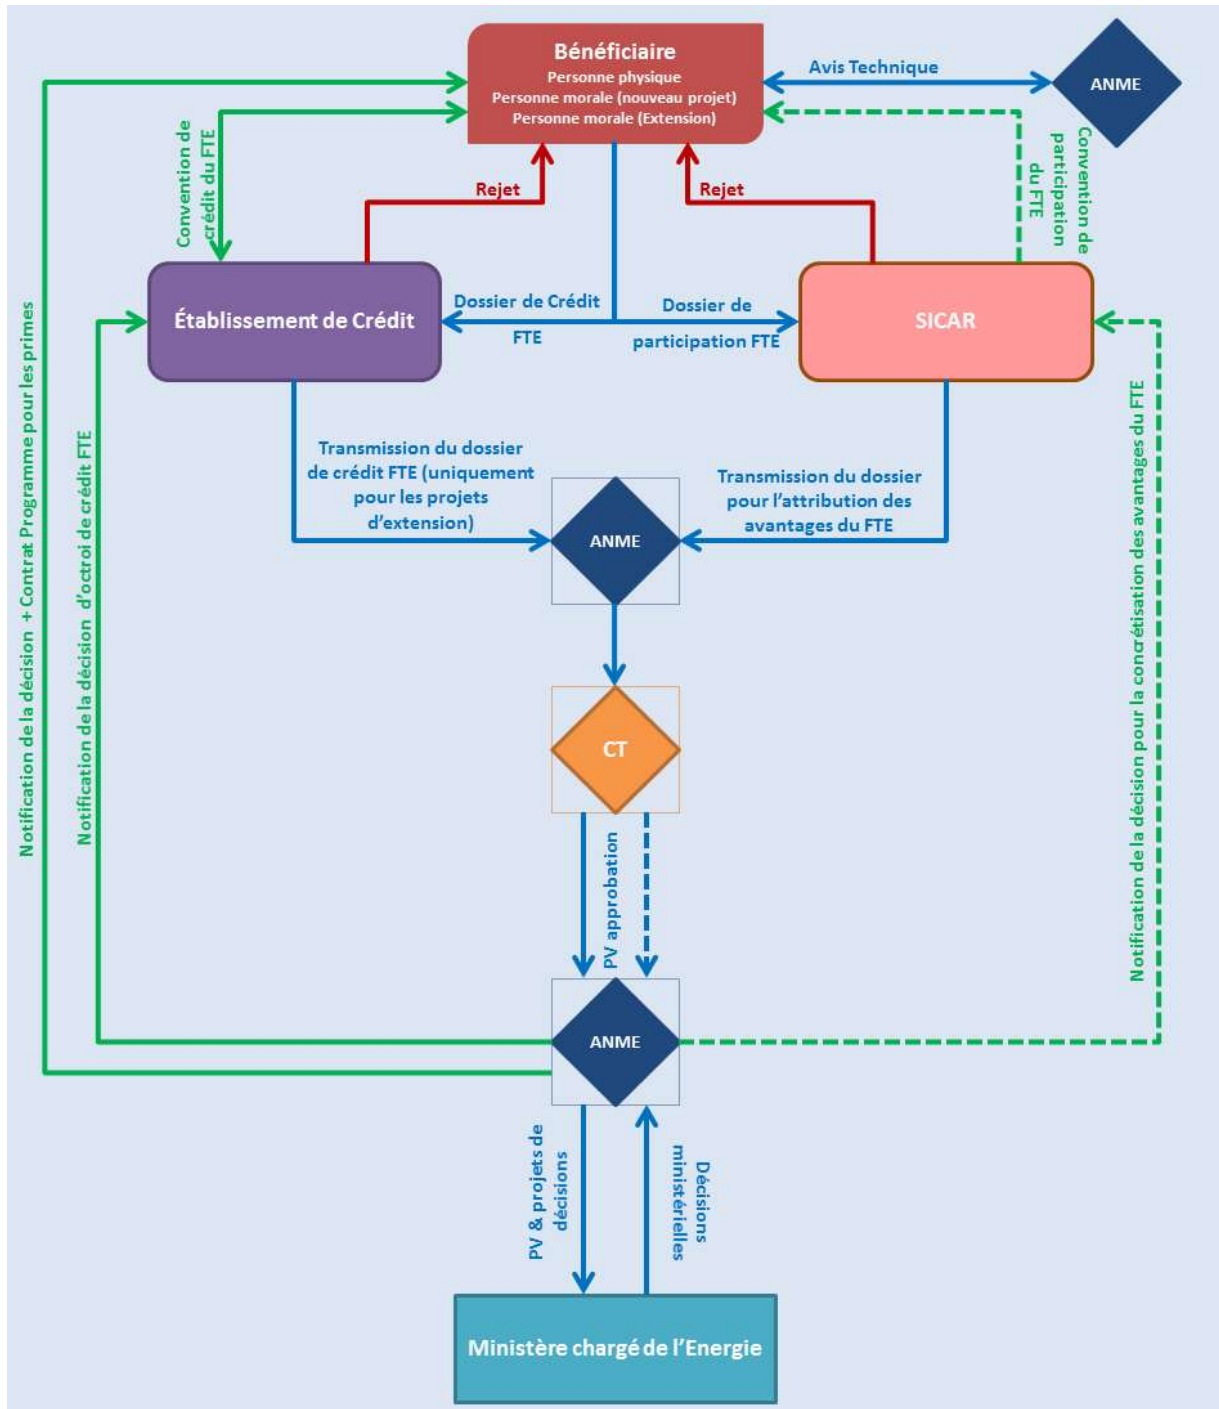 Bénéficiaire
Personne physique
Personne morale (nouveau projet)
Personne morale (Extension)
Avis Technique
ANME
Convention de
crédit du FTE
Rejet
Rejet
Convention de
participation
du FTE
Établissement de Crédit
Dossier de Crédit
FTE
Dossier de
participation FTE
SICAR
Transmission du dossier
de crédit FTE (uniquement
pour les projets
d’extension)
ANME
Transmission du dossier
pour l’attribution des
avantages du FTE
CT
PV approbation
ANME
Notification de la décision + Contrat Programme pour les primes
Notification de la décision d’octroi de crédit FTE
Notification de la décision pour la concrétisation des avantages du FTE
PV & projets de
décisions
Décisions
ministérielles
Ministère chargé de l’Energie